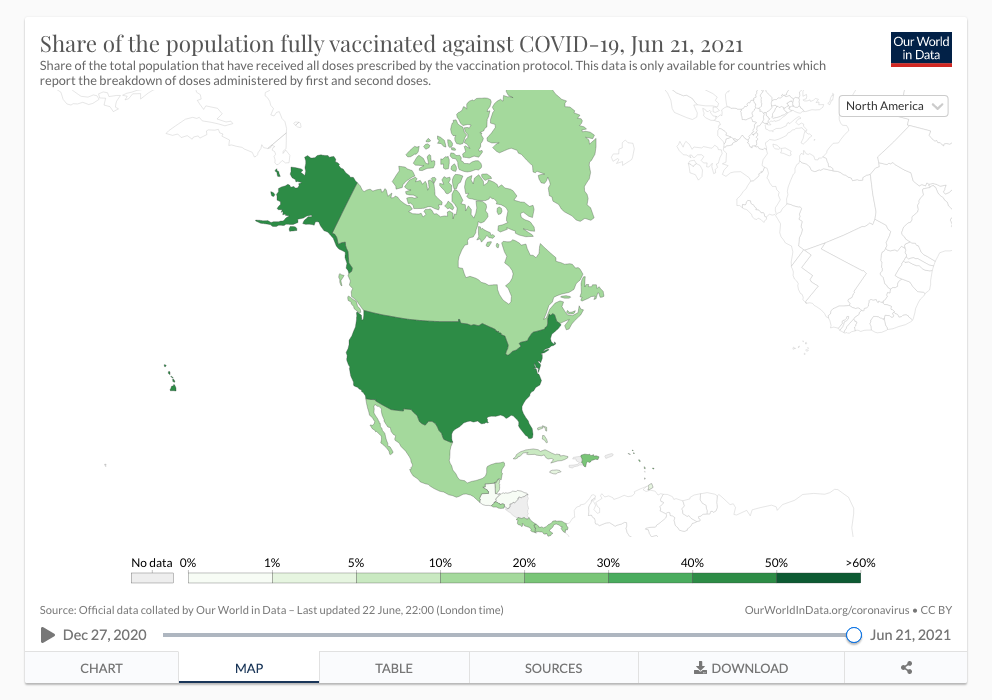 Share of the population fully vaccinated against COVID-19, Jun 21, 2021
Our World
in Data
Share of the total population that have received all doses prescribed by the vaccination protocol. This data is only available for countries which
report the breakdown of doses administered by first and second doses.
North America
No data 0% 1% 5% 10% 20% 30% 40% 50% >60%
Source: Official data collated by Our World in Data – Last updated 22 June, 22:00 (London time)
OurWorldInData.org/coronavirus • CC BY
Dec 27, 2020
Jun 21, 2021
CHART
MAP
TABLE
SOURCES
DOWNLOAD